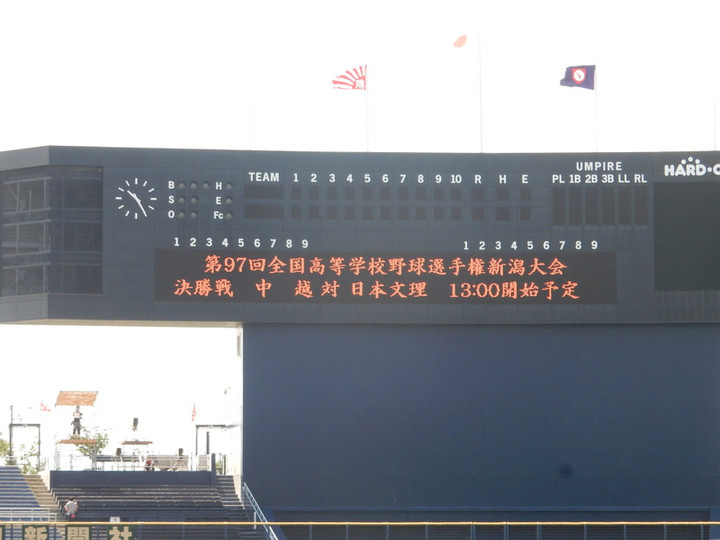 HARD•O
UMPIRE
B H TEAM 1 2 3 4 5 6 7 8 9 10 R H E PL 1B 2B 3B LL RL
S E
O Fc
1 2 3 4 5 6 7 8 9 1 2 3 4 5 6 7 8 9
第97回全国高等学校野球選手権新潟大会
決勝戦 中 越 対 日本文理 13:00開始予定
新聞社